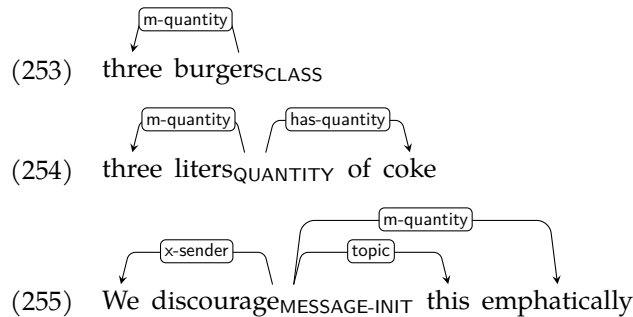 m-quantity
(253) three burgersCLASS
m-quantity has-quantity
(254) three litersQUANTITY of coke
m-quantity
x-sender topic
(255) We discourageMESSAGE-INIT this emphatically